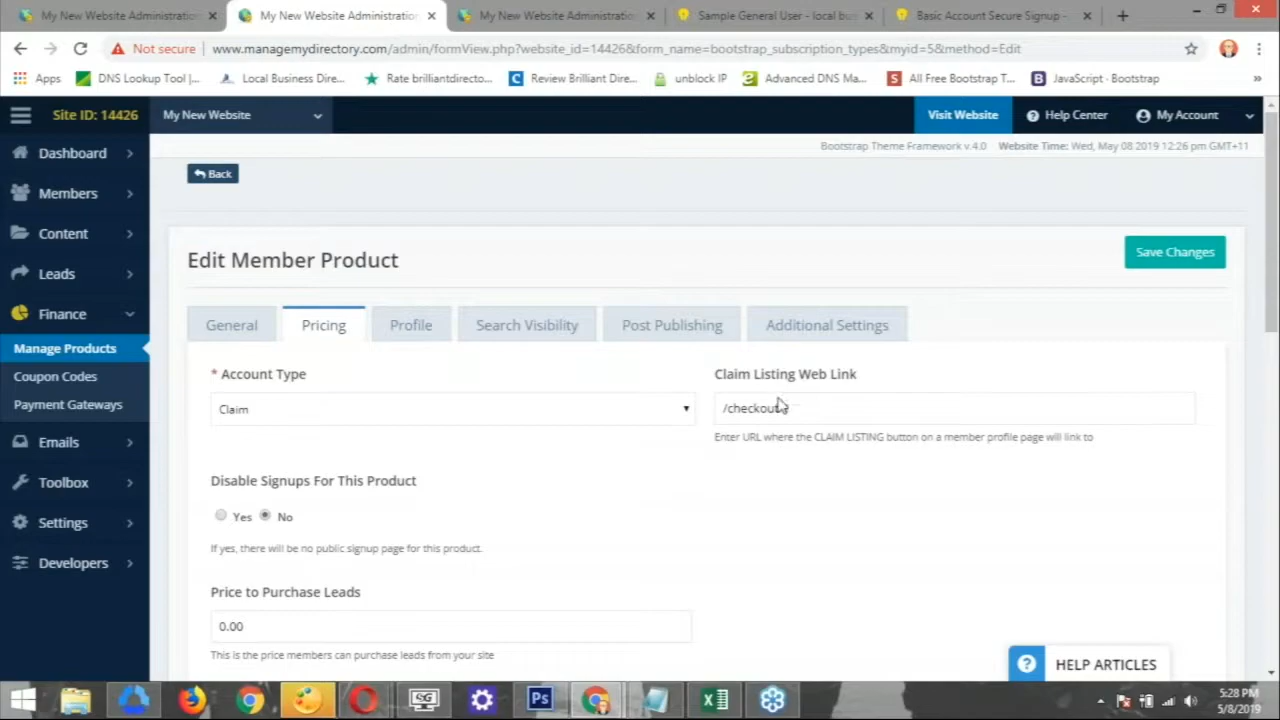 My New Website Administration
My New Website Administration
My New Website Administration
Sample General User - local bu
Basic Account Secure Signup -
Not secure
www.managemydirectory.com/admin/formView.php?website_id=14426&form_name=bootstrap_subscription_types&myid=5&method=Edit
Apps
DNS Lookup Tool |...
Local Business Dire...
Rate brilliantdirecto...
Review Brilliant Dire...
unblock IP
Advanced DNS Ma...
All Free Bootstrap T...
JavaScript · Bootstrap
Site ID: 14426
My New Website
Visit Website
Help Center
My Account
Bootstrap Theme Framework v.4.0
Website Time: Wed, May 08 2019 12:26 pm GMT+11
Dashboard
Members
Content
Leads
Finance
Manage Products
Coupon Codes
Payment Gateways
Emails
Toolbox
Settings
Developers
Back
Edit Member Product
Save Changes
General
Pricing
Profile
Search Visibility
Post Publishing
Additional Settings
* Account Type
Claim
Claim Listing Web Link
Enter URL where the CLAIM LISTING button on a member profile page will link to
Disable Signups For This Product
Yes
No
If yes, there will be no public signup page for this product.
Price to Purchase Leads
0.00
This is the price members can purchase leads from your site
HELP ARTICLES
SG
Ps
5:28 PM
5/8/2019